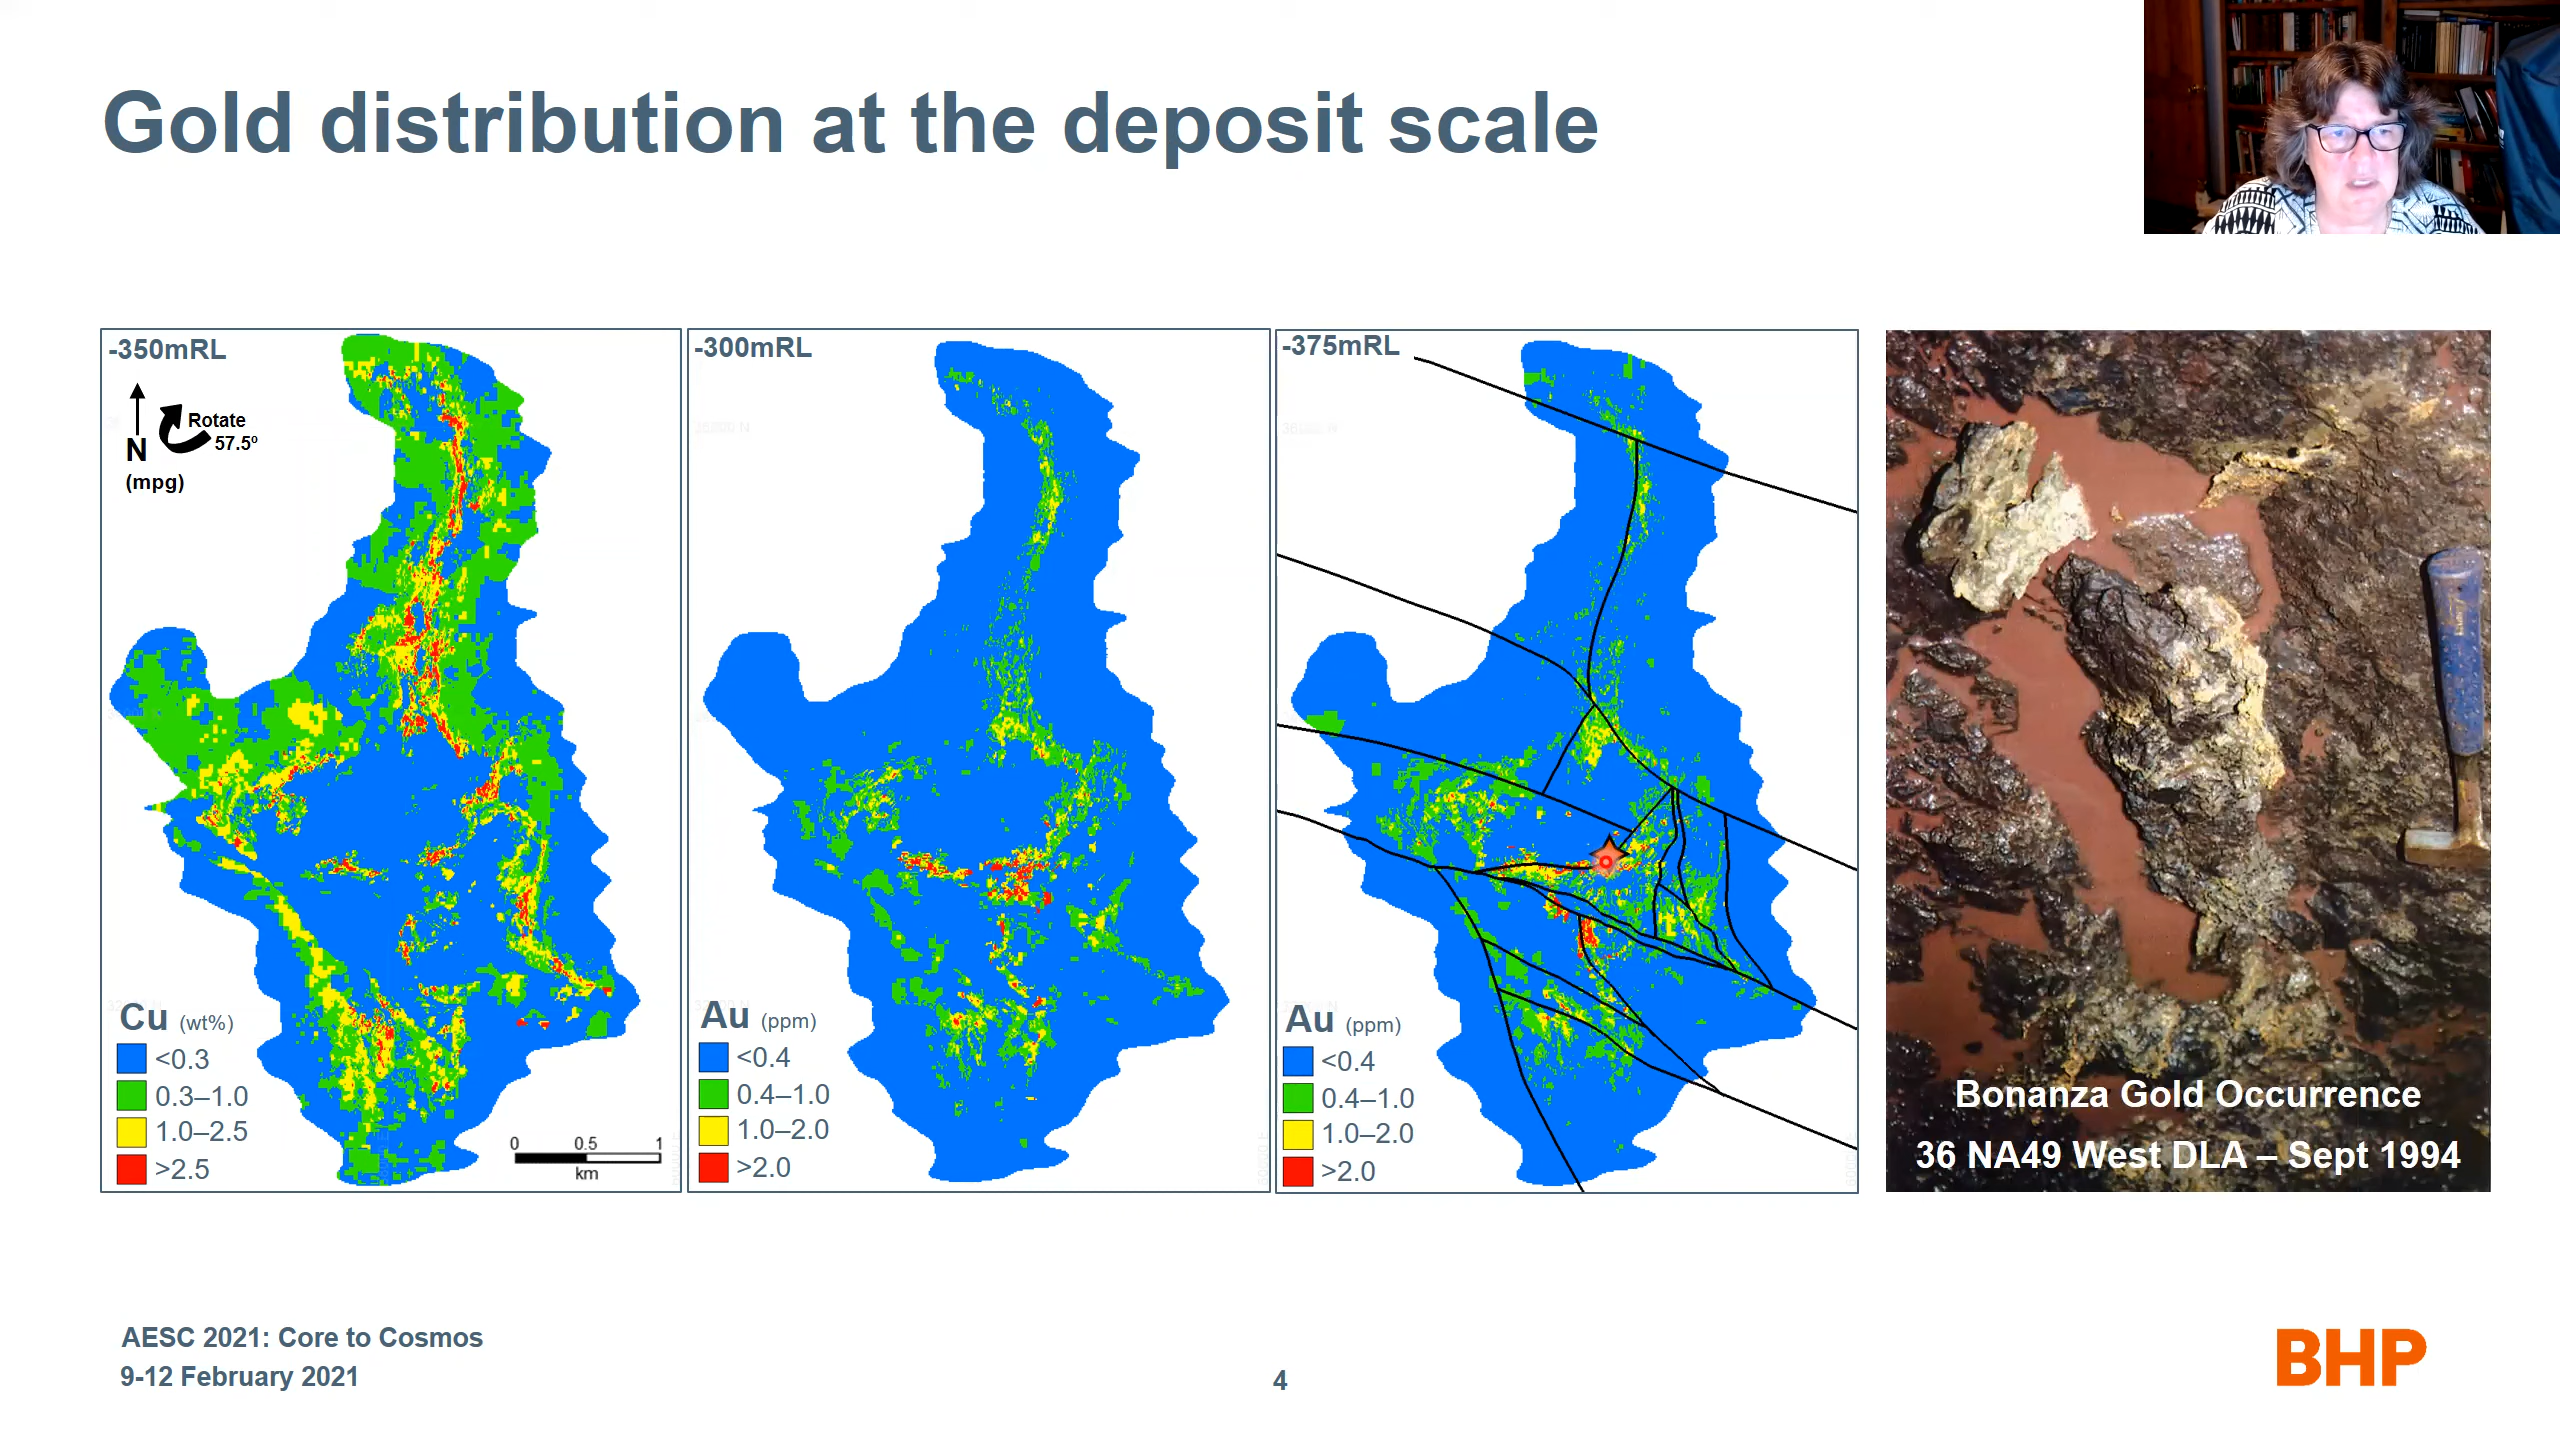 Gold distribution at the deposit scale
-350mRL
Rotate
57.5º
N
(mpg)
Cu (wt%)
<0.3
0.3–1.0
1.0–2.5
>2.5
0 0.5 1
km
-300mRL
Au (ppm)
<0.4
0.4–1.0
1.0–2.0
>2.0
-375mRL
Au (ppm)
<0.4
0.4–1.0
1.0–2.0
>2.0
Bonanza Gold Occurrence
36 NA49 West DLA – Sept 1994
AESC 2021: Core to Cosmos
9-12 February 2021
4
BHP